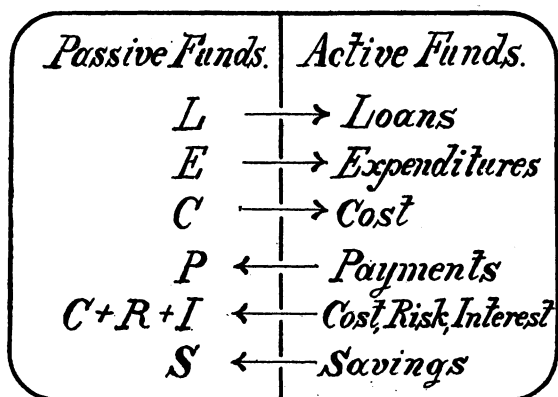 Passive Funds. Active Funds.
L → Loans
E → Expenditures
C → Cost
P ← Payments
C + R + I ← Cost, Risk, Interest
S ← Savings